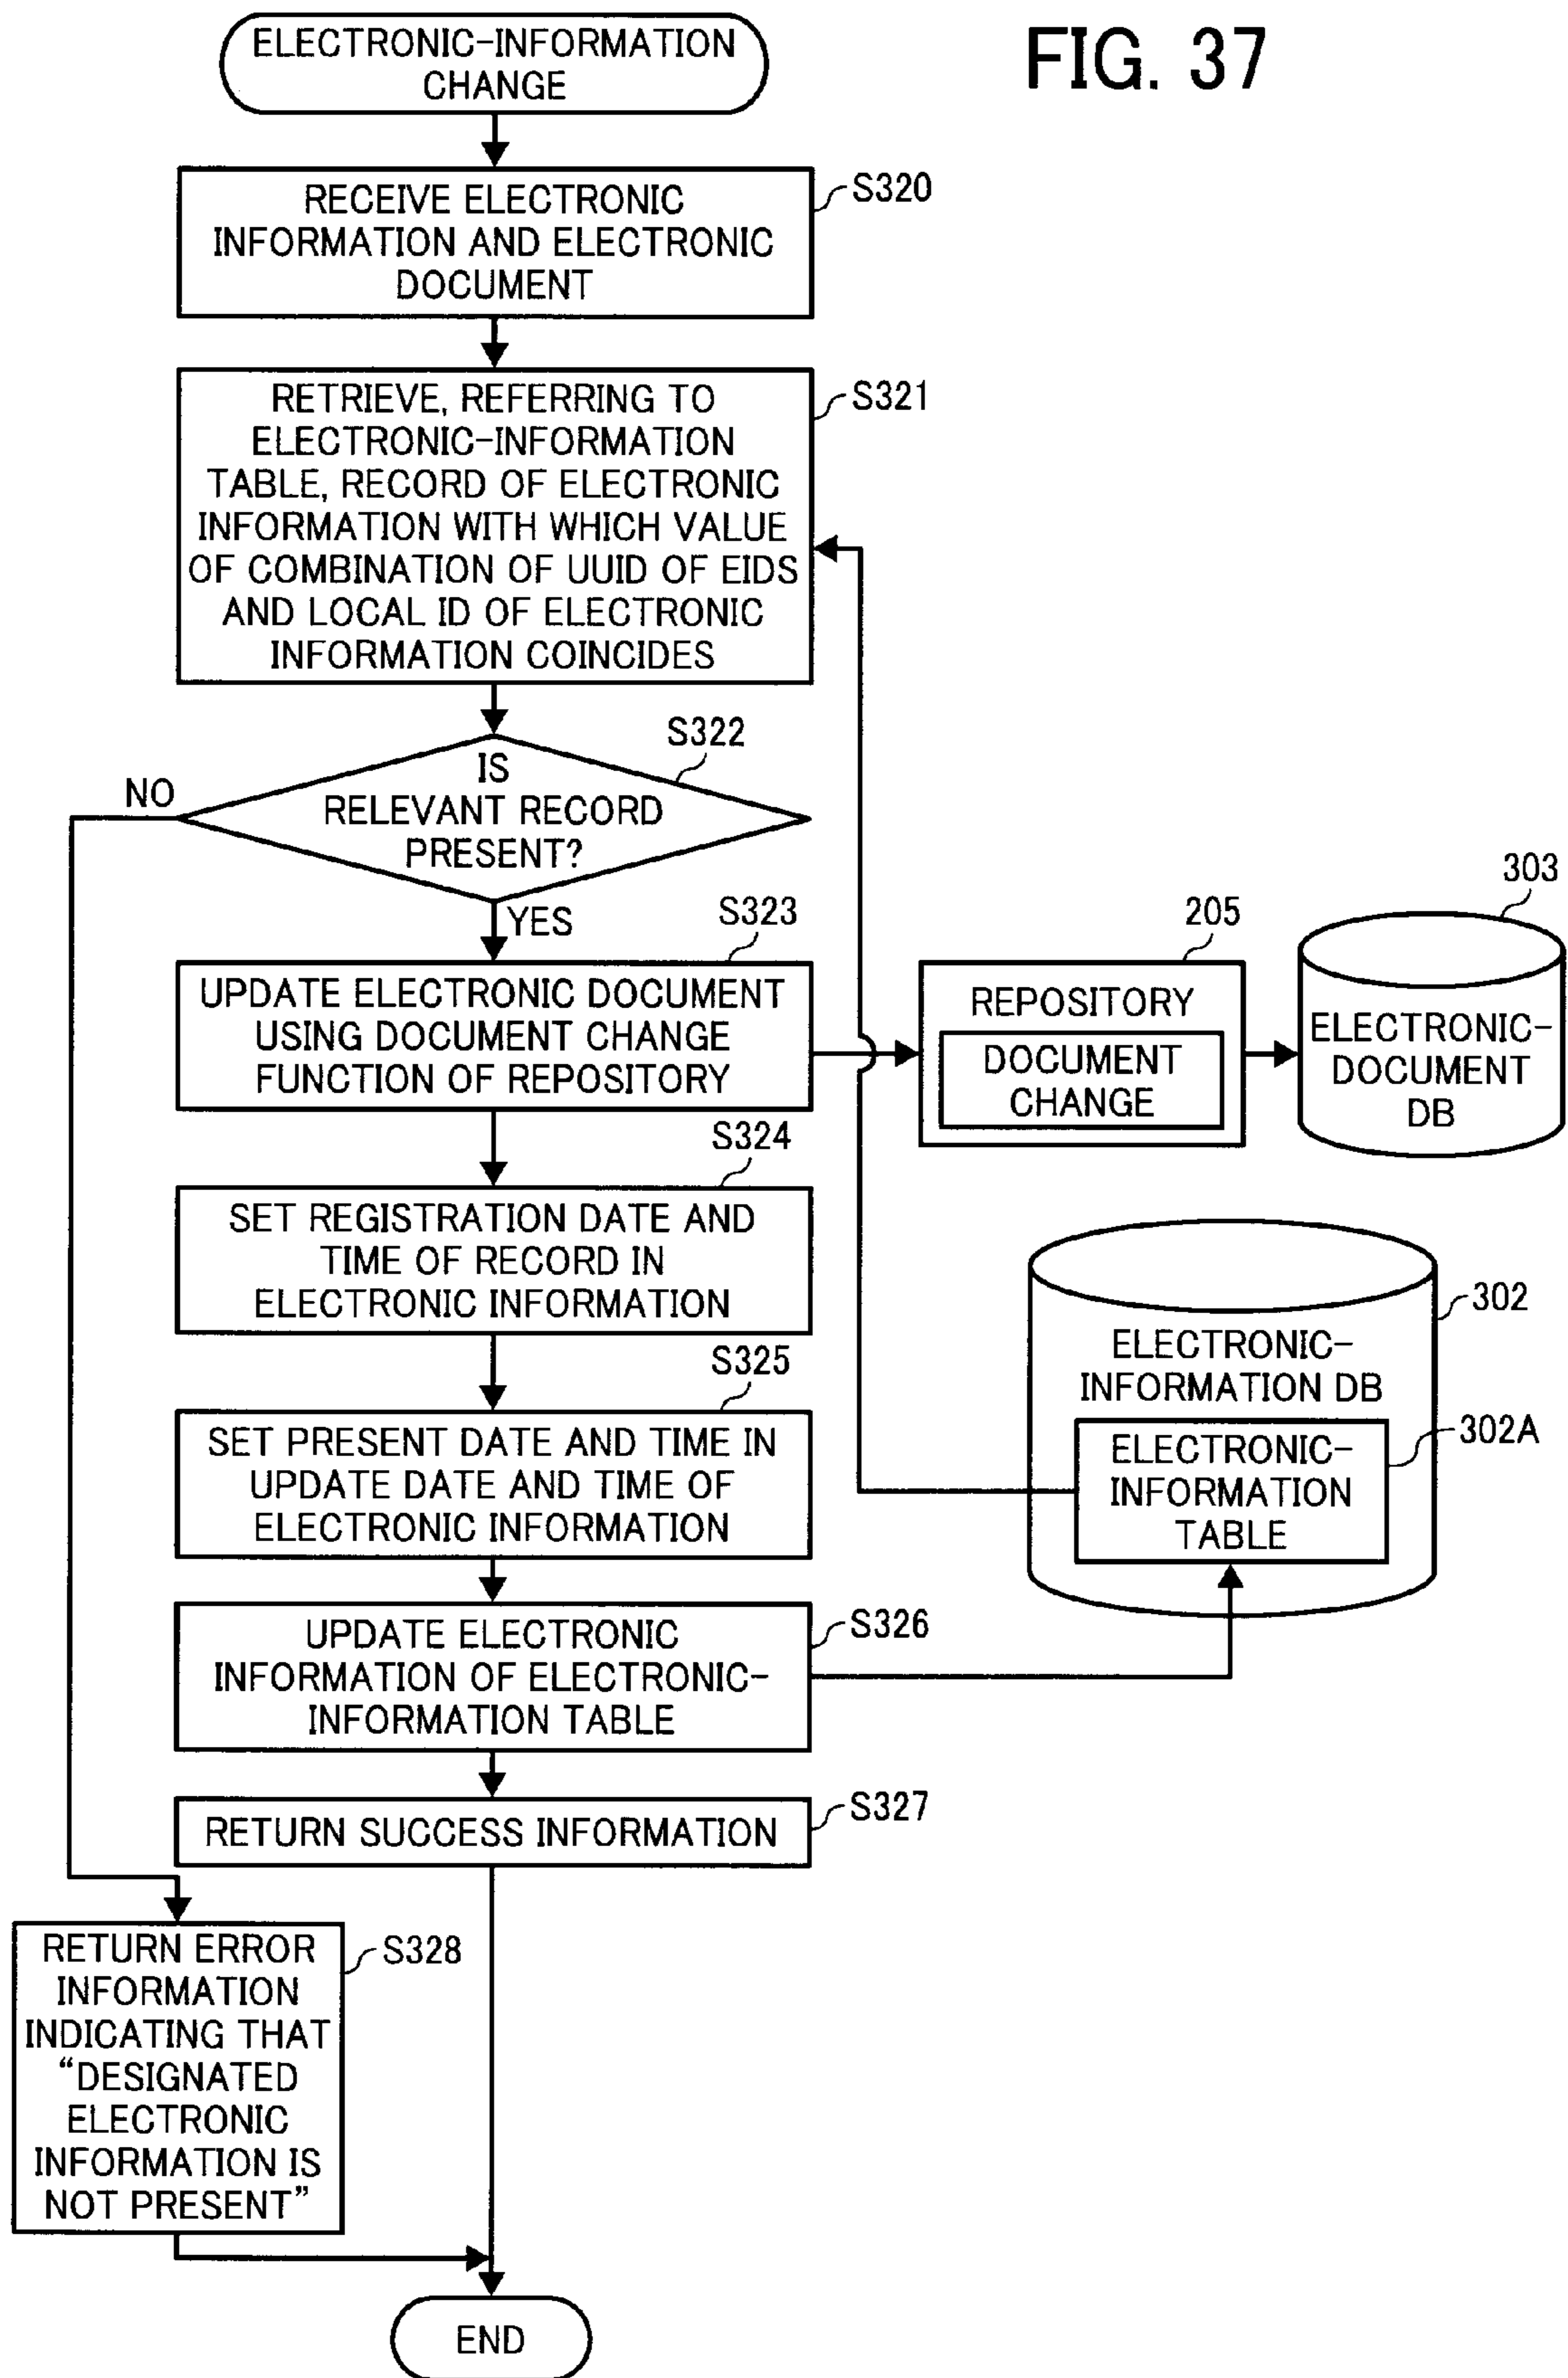 FIG. 37
ELECTRONIC-INFORMATION
CHANGE
S320
RECEIVE ELECTRONIC
INFORMATION AND ELECTRONIC
DOCUMENT
S321
RETRIEVE, REFERRING TO
ELECTRONIC-INFORMATION
TABLE, RECORD OF ELECTRONIC
INFORMATION WITH WHICH VALUE
OF COMBINATION OF UUID OF EIDS
AND LOCAL ID OF ELECTRONIC
INFORMATION COINCIDES
S322
IS
RELEVANT RECORD
PRESENT?
NO
YES
S323
UPDATE ELECTRONIC DOCUMENT
USING DOCUMENT CHANGE
FUNCTION OF REPOSITORY
205
REPOSITORY
DOCUMENT
CHANGE
303
ELECTRONIC-
DOCUMENT
DB
S324
SET REGISTRATION DATE AND
TIME OF RECORD IN
ELECTRONIC INFORMATION
302
ELECTRONIC-
INFORMATION DB
302A
ELECTRONIC-
INFORMATION
TABLE
S325
SET PRESENT DATE AND TIME IN
UPDATE DATE AND TIME OF
ELECTRONIC INFORMATION
S326
UPDATE ELECTRONIC
INFORMATION OF ELECTRONIC-
INFORMATION TABLE
S327
RETURN SUCCESS INFORMATION
S328
RETURN ERROR
INFORMATION
INDICATING THAT
“DESIGNATED
ELECTRONIC
INFORMATION IS
NOT PRESENT”
END